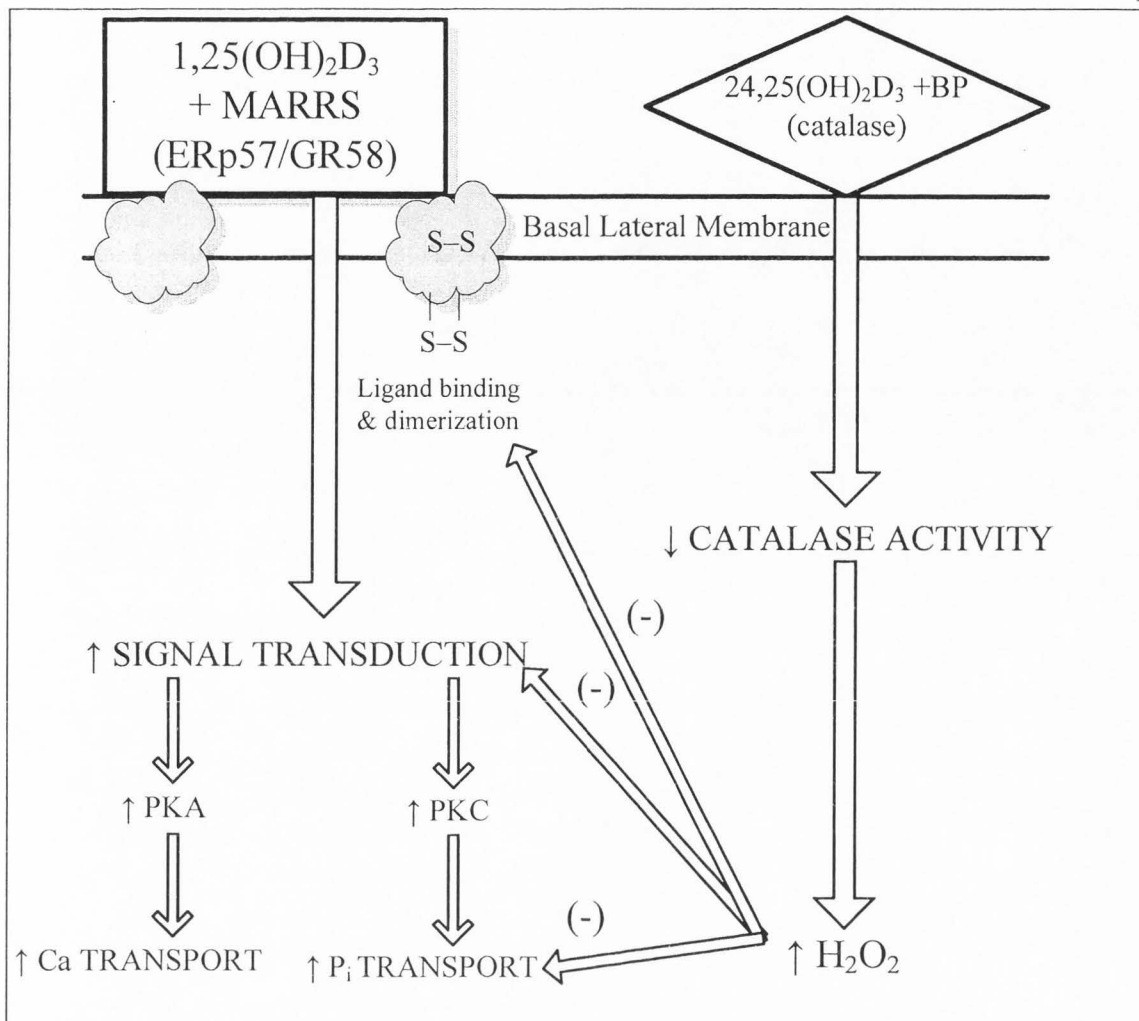 1,25(OH)₂D₃
+ MARRS
(ERp57/GR58)
24,25(OH)₂D₃ +BP
(catalase)
Basal Lateral Membrane
S–S
S–S
Ligand binding
& dimerization
↓ CATALASE ACTIVITY
(-)
↑ SIGNAL TRANSDUCTION
(-)
↑ PKA
↑ PKC
(-)
↑ Ca TRANSPORT
↑ Pᵢ TRANSPORT
↑ H₂O₂